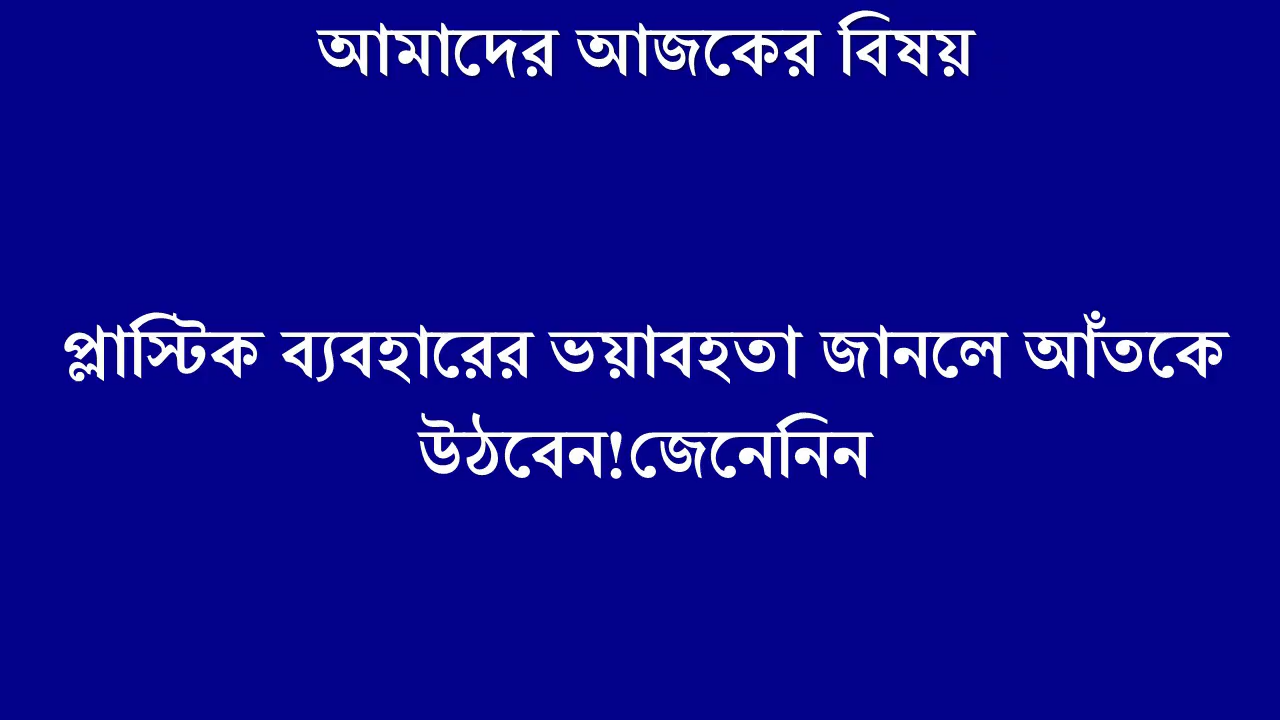 আমাদের আজকের বিষয়
প্লাস্টিক ব্যবহারের ভয়াবহতা জানলে আঁতকে
উঠবেন!জেনেনিন